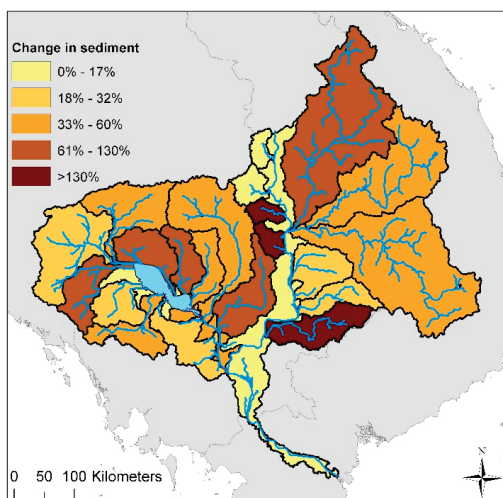 Change in sediment
0% - 17%
18% - 32%
33% - 60%
61% - 130%
>130%
N
0 50 100 Kilometers